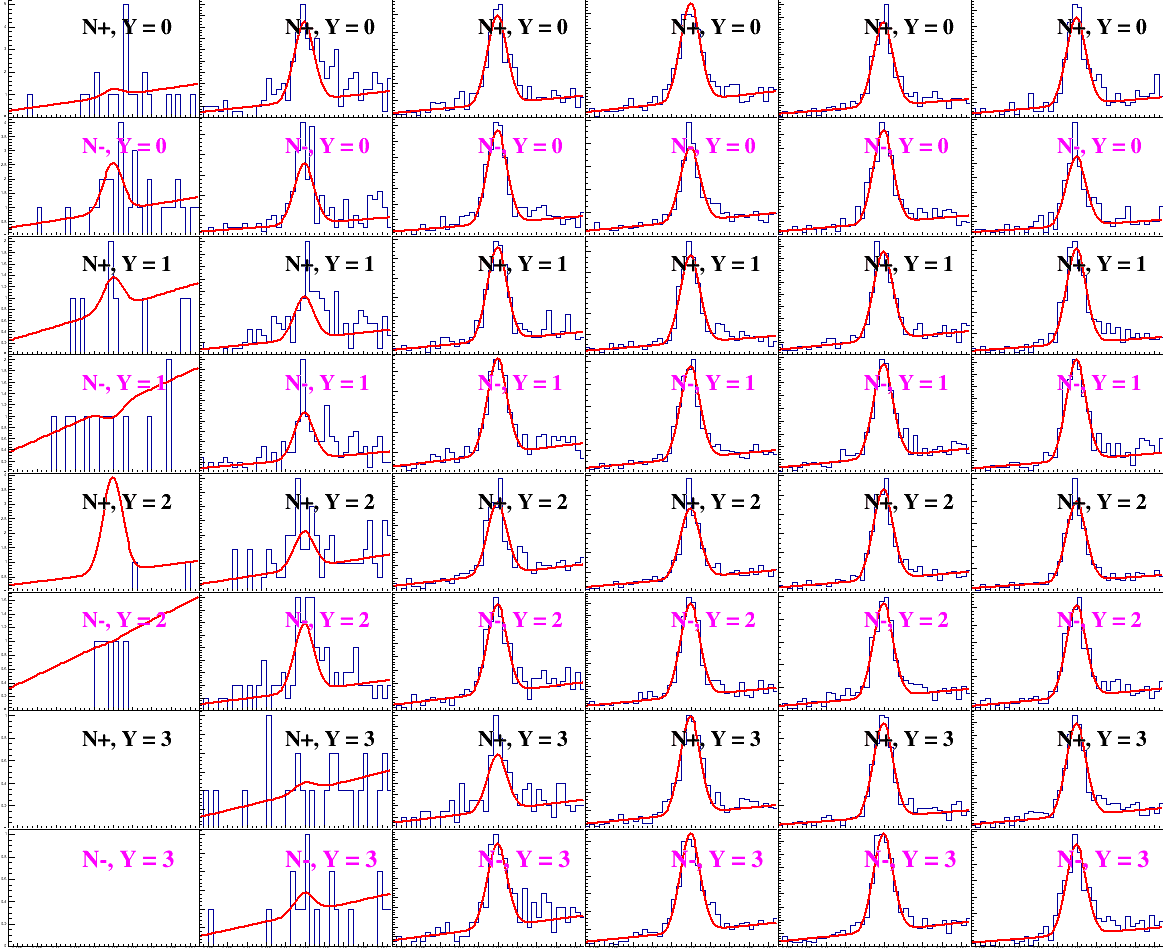 N+, Y = 0 N+, Y = 0 N+, Y = 0 N+, Y = 0 N+, Y = 0 N+, Y = 0
N-, Y = 0 N-, Y = 0 N-, Y = 0 N-, Y = 0 N-, Y = 0 N-, Y = 0
N+, Y = 1 N+, Y = 1 N+, Y = 1 N+, Y = 1 N+, Y = 1 N+, Y = 1
N-, Y = 1 N-, Y = 1 N-, Y = 1 N-, Y = 1 N-, Y = 1 N-, Y = 1
N+, Y = 2 N+, Y = 2 N+, Y = 2 N+, Y = 2 N+, Y = 2 N+, Y = 2
N-, Y = 2 N-, Y = 2 N-, Y = 2 N-, Y = 2 N-, Y = 2 N-, Y = 2
N+, Y = 3 N+, Y = 3 N+, Y = 3 N+, Y = 3 N+, Y = 3 N+, Y = 3
N-, Y = 3 N-, Y = 3 N-, Y = 3 N-, Y = 3 N-, Y = 3 N-, Y = 3